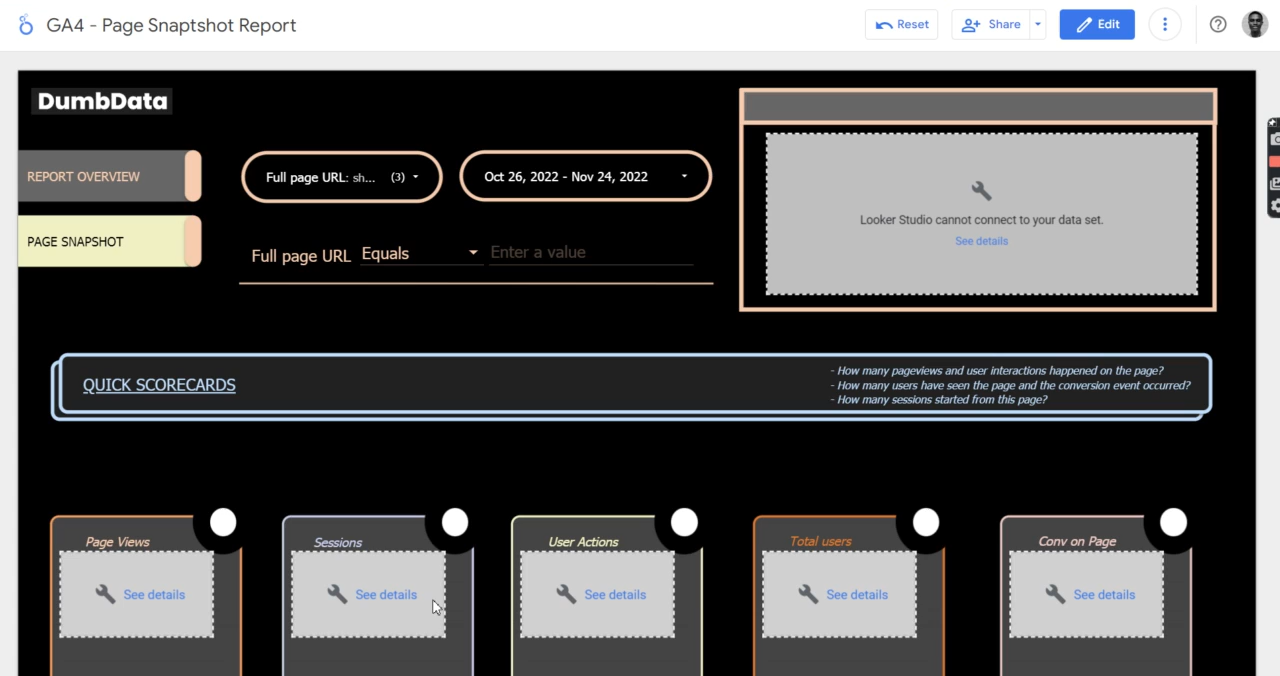 GA4 - Page Snaptshot Report
Reset
Share
Edit
DumbData
REPORT OVERVIEW
PAGE SNAPSHOT
Full page URL: sh... (3)
Oct 26, 2022 - Nov 24, 2022
Full page URL Equals Enter a value
Looker Studio cannot connect to your data set.
See details
QUICK SCORECARDS
- How many pageviews and user interactions happened on the page?
- How many users have seen the page and the conversion event occurred?
- How many sessions started from this page?
Page Views
See details
Sessions
See details
User Actions
See details
Total users
See details
Conv on Page
See details